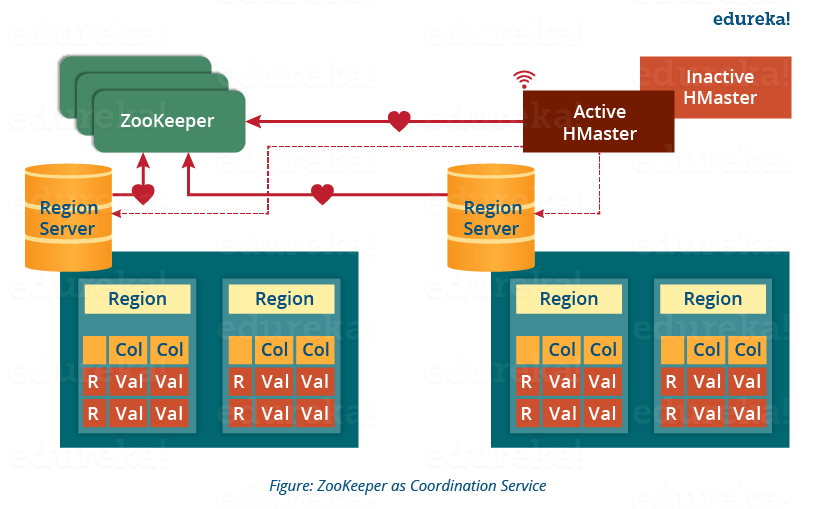 edureka!
Inactive
HMaster
Active
HMaster
ZooKeeper
Region
Server
Region
Server
Region
Region
Region
Region
Col Col
Col Col
Col Col
Col Col
R Val Val
R Val Val
R Val Val
R Val Val
R Val Val
R Val Val
R Val Val
R Val Val
Figure: ZooKeeper as Coordination Service